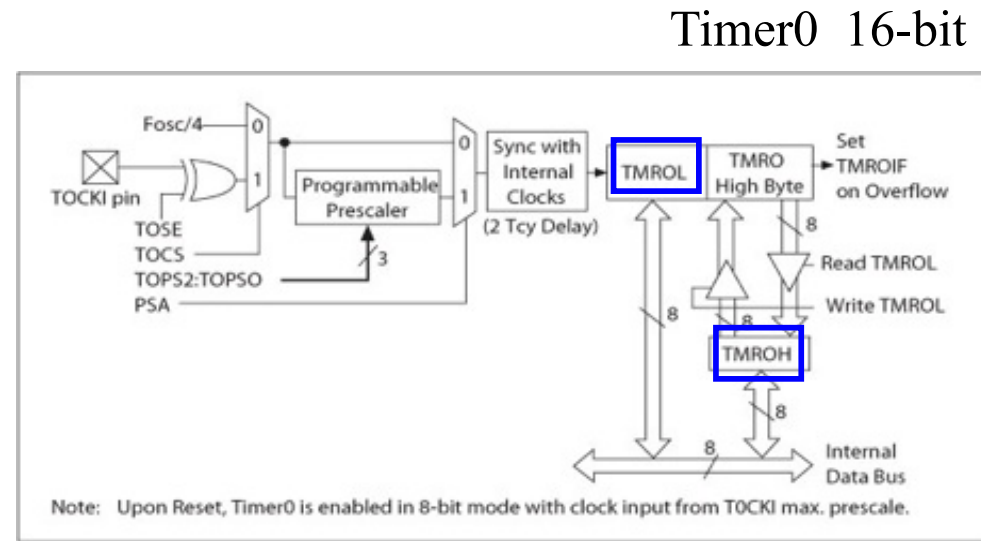 Timer0 16-bit
Fosc/4
0
1
TOCKI pin
TOSE
TOCS
TOPS2:TOPSO
PSA
Programmable
Prescaler
3
0
1
Sync with
Internal
Clocks
(2 Tcy Delay)
TMROL
TMRO
High Byte
Set
TMROIF
on Overflow
8
Read TMROL
Write TMROL
8
8
TMROH
8
8
Internal
Data Bus
Note: Upon Reset, Timer0 is enabled in 8-bit mode with clock input from T0CKI max. prescale.